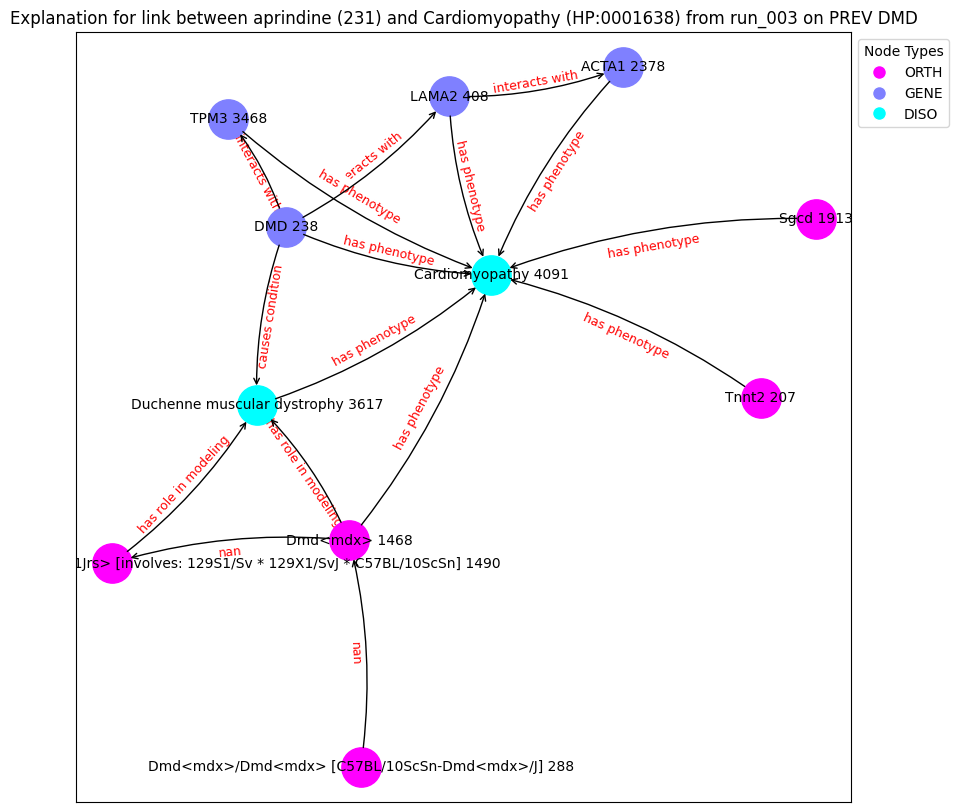 Explanation for link between aprindine (231) and Cardiomyopathy (HP:0001638) from run_003 on PREV DMD
Node Types
ORTH
GENE
DISO
ACTA1 2378
interacts with
LAMA2 408
TPM3 3468
eracts with
interacts with
has phenotype
has phenotype
has phenotype
DMD 238
Sgcd 1913
has phenotype
has phenotype
Cardiomyopathy 4091
causes condition
has phenotype
has phenotype
Tnnt2 207
Duchenne muscular dystrophy 3617
has phenotype
has role in modeling
has role in modeling
Dmd<mdx> 1468
nan
1Jrs> [involves: 129S1/Sv * 129X1/SvJ * C57BL/10ScSn] 1490
nan
Dmd<mdx>/Dmd<mdx> [C57BL/10ScSn-Dmd<mdx>/J] 288